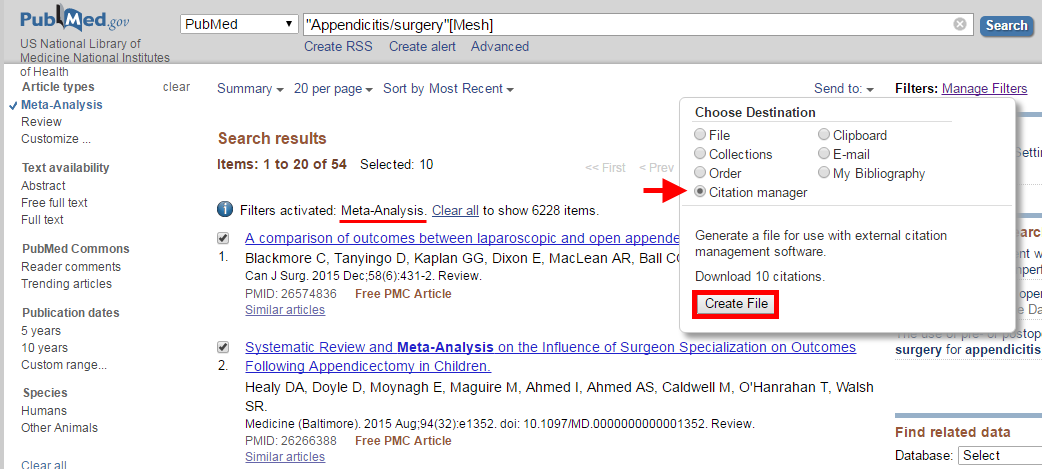 PubMed.gov
US National Library of
Medicine National Institutes
of Health
PubMed
"Appendicitis/surgery"[Mesh]
Search
Create RSS Create alert Advanced
Article types clear
Meta-Analysis
Review
Customize ...
Text availability
Abstract
Free full text
Full text
PubMed Commons
Reader comments
Trending articles
Publication dates
5 years
10 years
Custom range...
Species
Humans
Other Animals
Clear all
Summary 20 per page Sort by Most Recent Send to:
Search results
Items: 1 to 20 of 54 Selected: 10
<< First < Prev
Filters activated: Meta-Analysis. Clear all to show 6228 items.
A comparison of outcomes between laparoscopic and open appende
1.
Blackmore C, Tanyingo D, Kaplan GG, Dixon E, MacLean AR, Ball CG
Can J Surg. 2015 Dec;58(6):431-2. Review.
PMID: 26574836 Free PMC Article
Similar articles
Systematic Review and Meta-Analysis on the Influence of Surgeon Specialization on Outcomes
2. Following Appendicectomy in Children.
Healy DA, Doyle D, Moynagh E, Maguire M, Ahmed I, Ahmed AS, Caldwell M, O'Hanrahan T, Walsh
SR.
Medicine (Baltimore). 2015 Aug;94(32):e1352. doi: 10.1097/MD.0000000000001352. Review.
PMID: 26266388 Free PMC Article
Similar articles
Choose Destination
File Clipboard
Collections E-mail
Order My Bibliography
Citation manager
Generate a file for use with external citation
management software.
Download 10 citations.
Create File
Filters: Manage Filters
surgery for appendicitis
Find related data
Database: Select